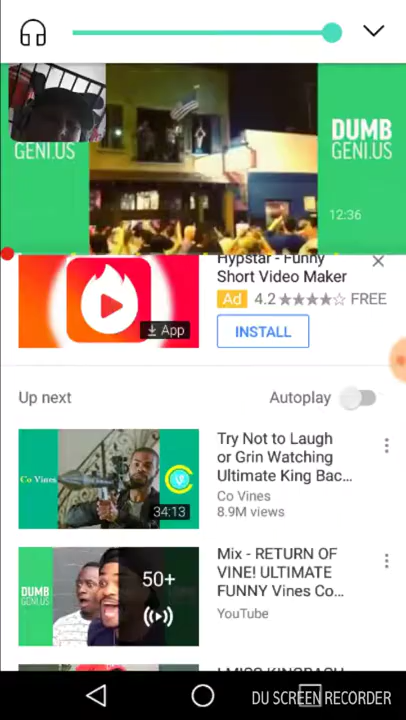 GENI.US
DUMB
GENI.US
12:36
Hypstar - Funny
Short Video Maker
Ad 4.2 FREE
App
INSTALL
Up next
Autoplay
Co Vines
34:13
Try Not to Laugh
or Grin Watching
Ultimate King Bac...
Co Vines
8.9M views
DUMB
GENI.US
50+
Mix - RETURN OF
VINE! ULTIMATE
FUNNY Vines Co...
YouTube
I MISS KINGBACH
DU SCREEN RECORDER